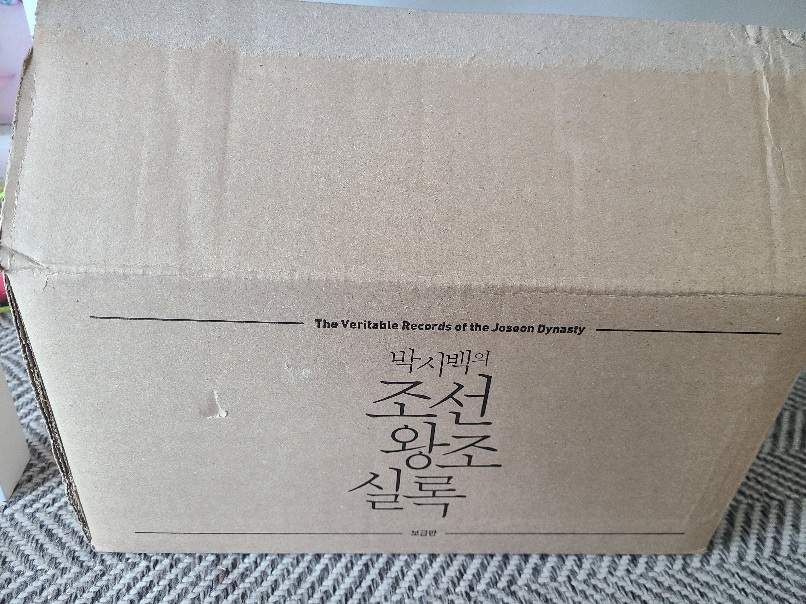 The Veritable Records of the Joseon Dynasty
박시백의
조선
왕조
실록
보급판